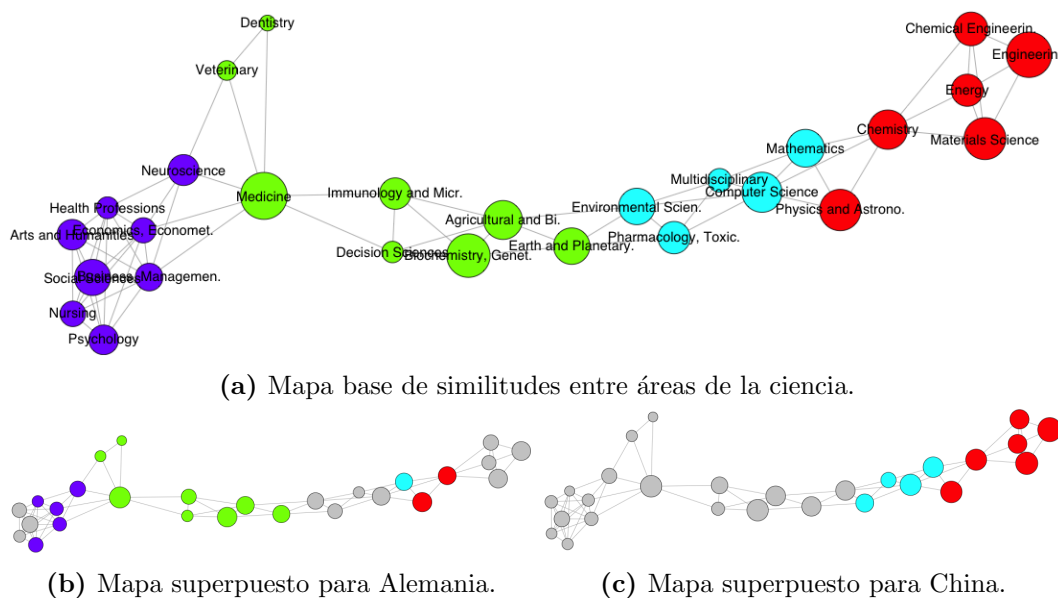 Dentistry
Chemical Engineerin.
Engineerin
Veterinary
Energy
Chemistry
Materials Science
Mathematics
Neuroscience
Multidisciplinary
Medicine
Immunology and Micr.
Computer Science
Health Professions
Environmental Scien.
Physics and Astrono.
Agricultural and Bi.
Economics, Economet.
Arts and Humanities
Pharmacology, Toxic.
Earth and Planetary.
Decision Sciences
Biochemistry, Genet.
Social Sciences
Business, Managemen.
Nursing
Psychology
(a) Mapa base de similitudes entre áreas de la ciencia.
(b) Mapa superpuesto para Alemania.
(c) Mapa superpuesto para China.